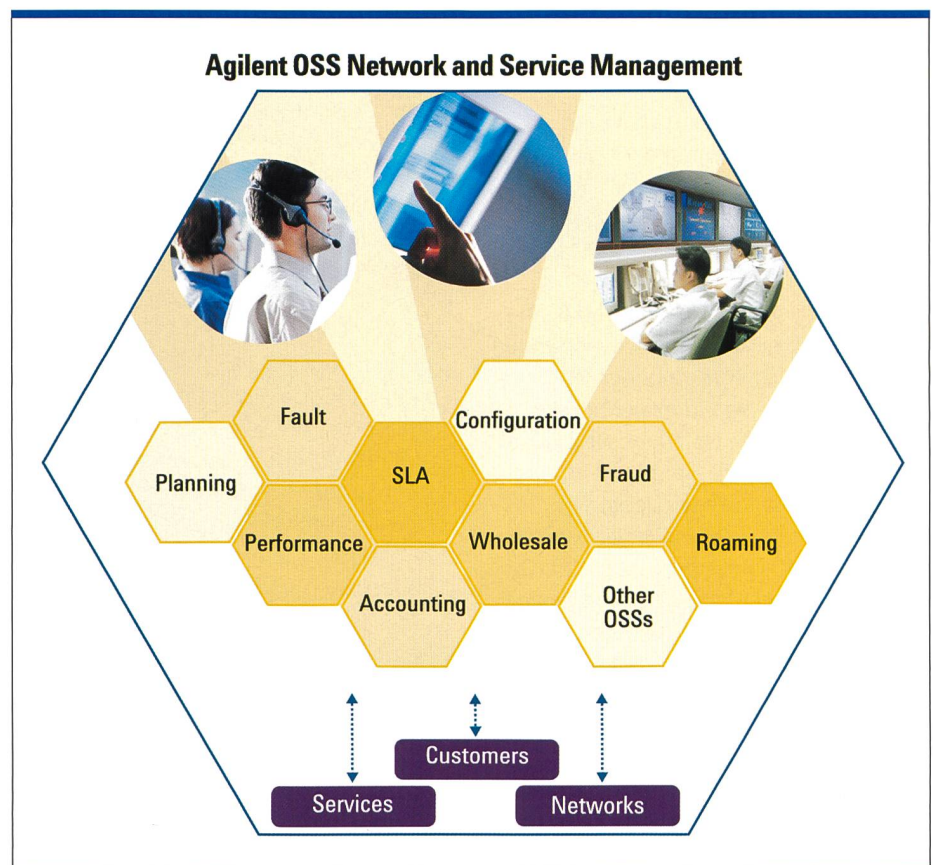 Agilent OSS Network and Service Management
Fault
Configuration
Planning
SLA
Fraud
Performance
Wholesale
Roaming
Accounting
Other
OSSs
Customers
Services
Networks